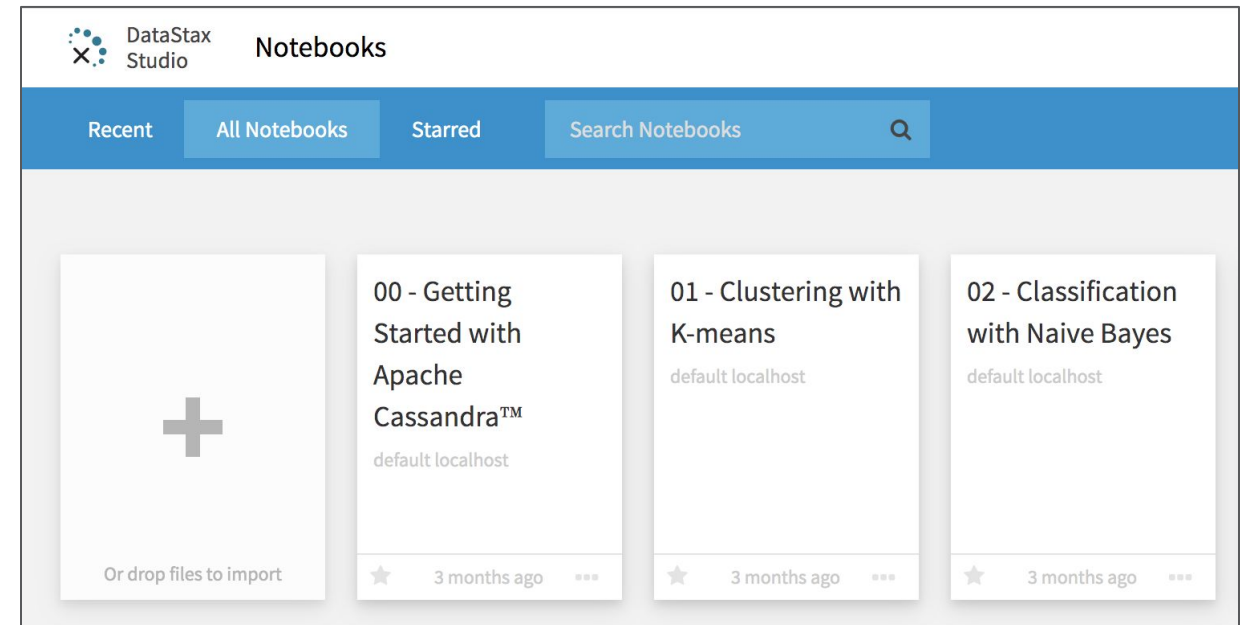 DataStax
Studio
Notebooks
Recent All Notebooks Starred Search Notebooks
00 - Getting
Started with
Apache
Cassandra™
default localhost
01 - Clustering with
K-means
default localhost
02 - Classification
with Naive Bayes
default localhost
Or drop files to import
3 months ago
3 months ago
3 months ago